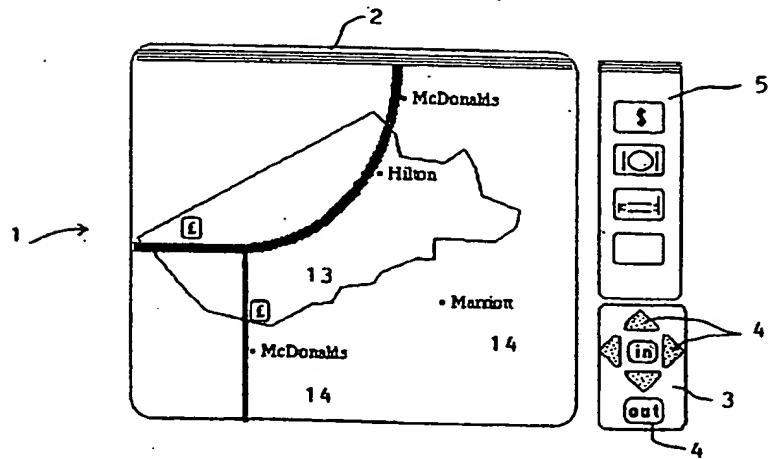 2
McDonalds
5
$
Hilton
1
£
13
£
Marriott
4
in
McDonalds
14
3
14
out
4